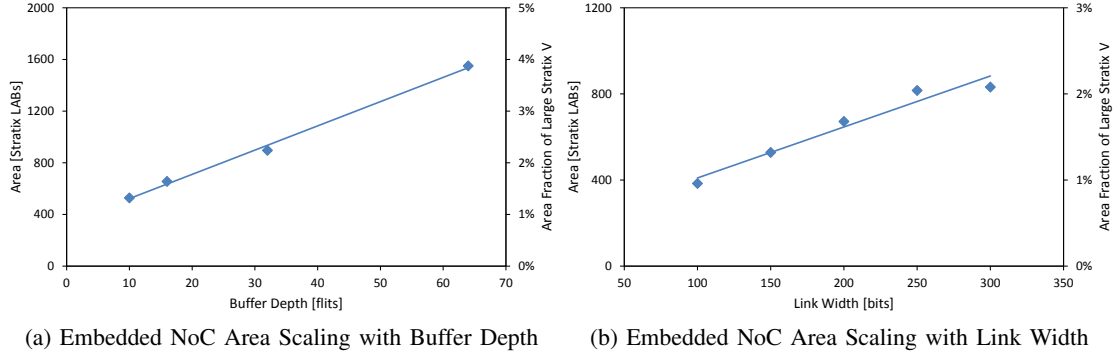 2000
1600
1200
800
400
0
Area [Stratix LABs]
5%
4%
3%
2%
1%
0%
Area Fraction of Large Stratix V
0 10 20 30 40 50 60 70
Buffer Depth [flits]
(a) Embedded NoC Area Scaling with Buffer Depth
1200
800
400
0
Area [Stratix LABs]
3%
2%
1%
0%
Area Fraction of Large Stratix V
50 100 150 200 250 300 350
Link Width [bits]
(b) Embedded NoC Area Scaling with Link Width